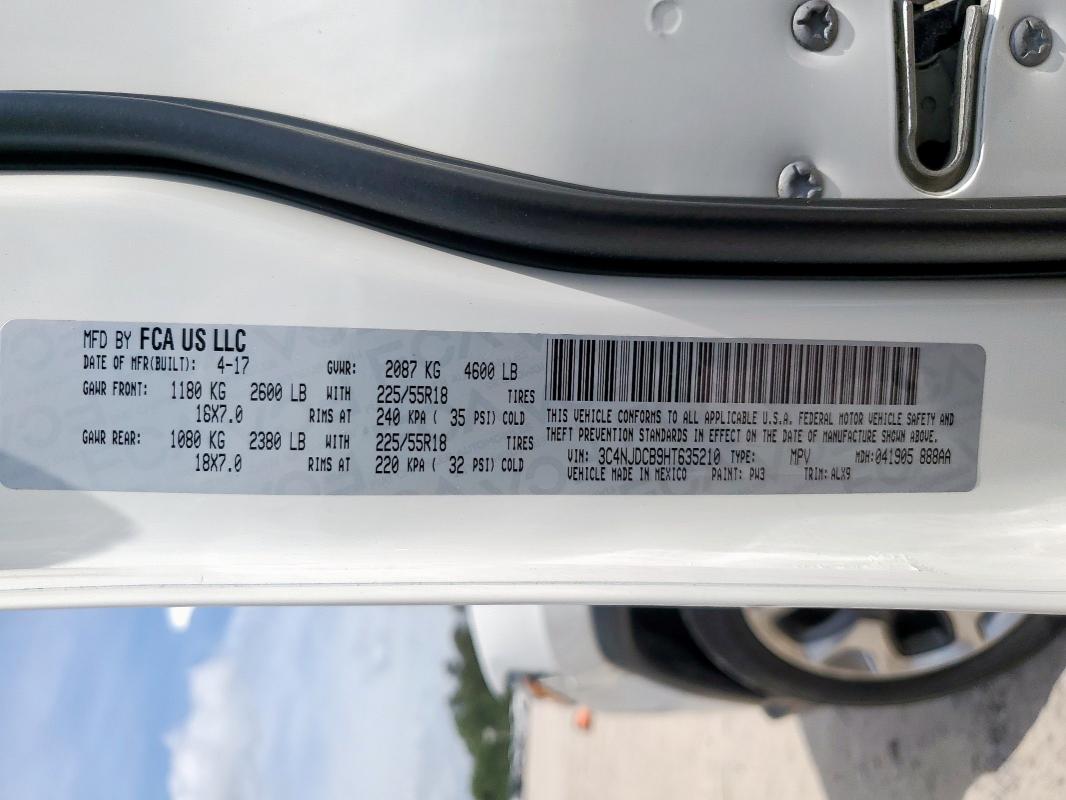 MFD BY FCA US LLC
DATE OF MFR(BUILT): 4-17 GVWR: 2087 KG 4600 LB
GAWR FRONT: 1180 KG 2600 LB WITH 225/55R18 TIRES
16X7.0 RIMS AT 240 KPA ( 35 PSI) COLD
GAWR REAR: 1080 KG 2380 LB WITH 225/55R18 TIRES
18X7.0 RIMS AT 220 KPA ( 32 PSI) COLD
THIS VEHICLE CONFORMS TO ALL APPLICABLE U.S.A. FEDERAL MOTOR VEHICLE SAFETY AND
THEFT PREVENTION STANDARDS IN EFFECT ON THE DATE OF MANUFACTURE SHOWN ABOVE.
VIN: 3C4NJDCB9HT635210 TYPE: MPV MDH: 041905 888AA
VEHICLE MADE IN MEXICO PAINT: PW3 TRIM: ALX9